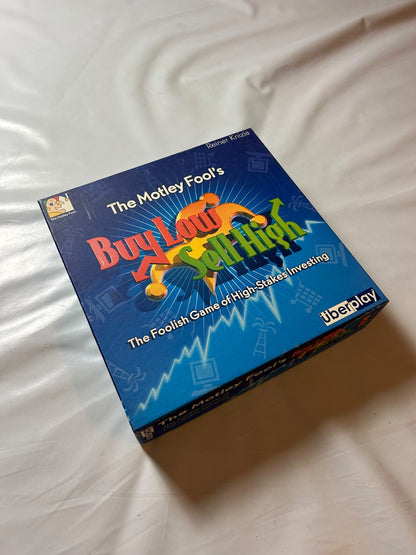 Reiner Knizia
The Motley Fool's
Buy Low
Sell High
The Foolish Game of High-Stakes Investing
überplay
The Motley Fool's